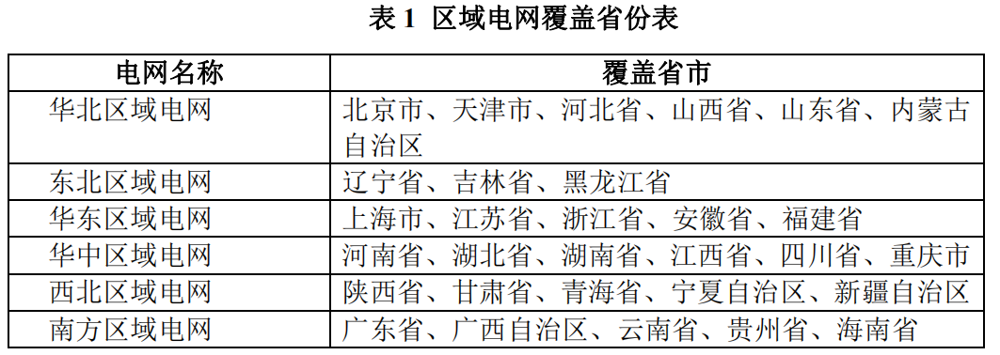 表 1 区域电网覆盖省份表
电网名称 覆盖省市
华北区域电网 北京市、天津市、河北省、山西省、山东省、内蒙古
自治区
东北区域电网 辽宁省、吉林省、黑龙江省
华东区域电网 上海市、江苏省、浙江省、安徽省、福建省
华中区域电网 河南省、湖北省、湖南省、江西省、四川省、重庆市
西北区域电网 陕西省、甘肃省、青海省、宁夏自治区、新疆自治区
南方区域电网 广东省、广西自治区、云南省、贵州省、海南省